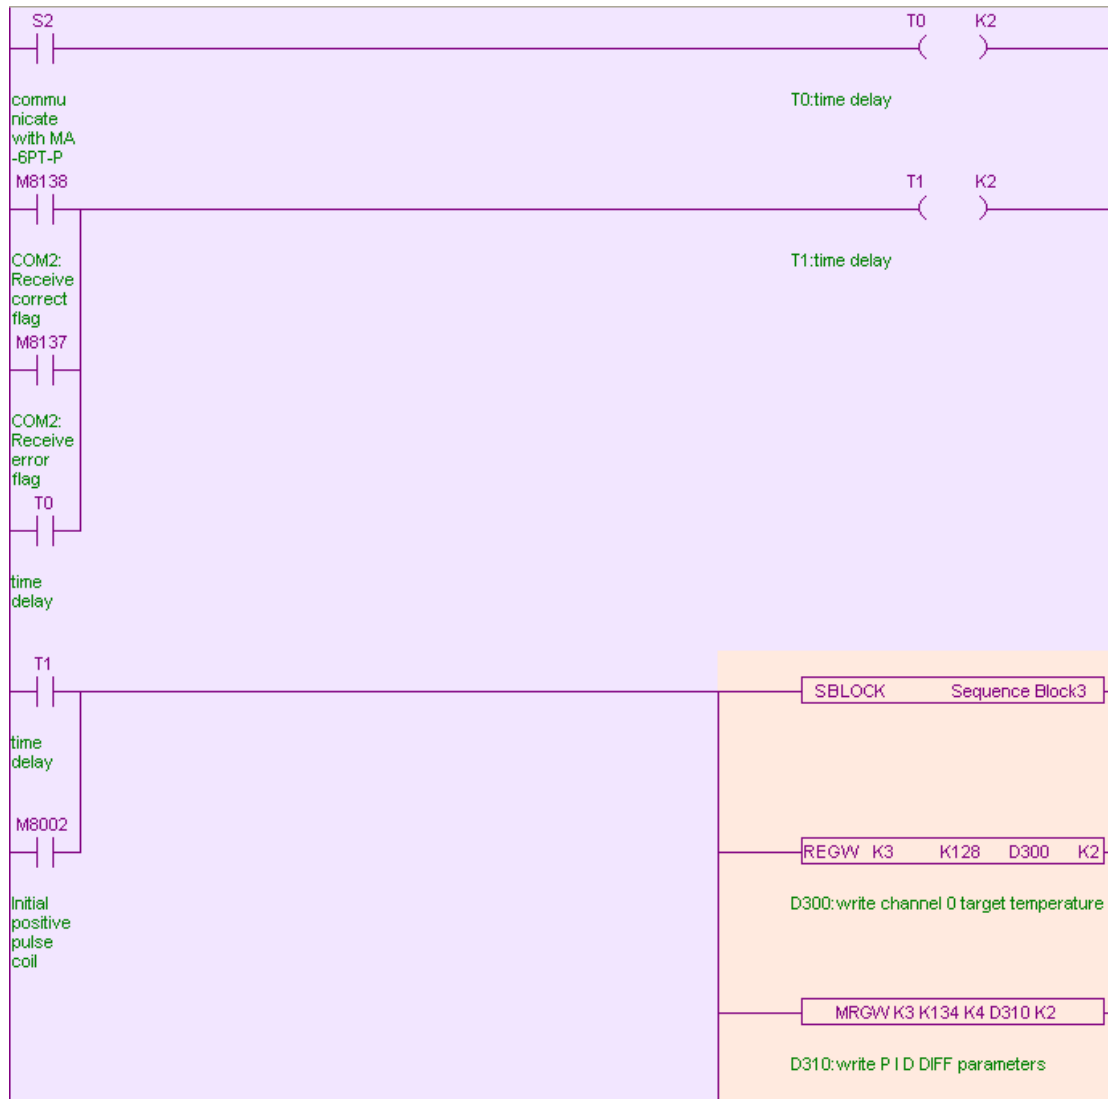 S2
T0 K2
commu
nicate
with MA
-6PT-P
T0:time delay
M8138
T1 K2
COM2:
Receive
correct
flag
T1:time delay
M8137
COM2:
Receive
error
flag
T0
time
delay
T1
SBLOCK Sequence Block3
time
delay
M8002
REGW K3 K128 D300 K2
Initial
positive
pulse
coil
D300:write channel 0 target temperature
MRGW K3 K134 K4 D310 K2
D310:write P I D DIFF parameters